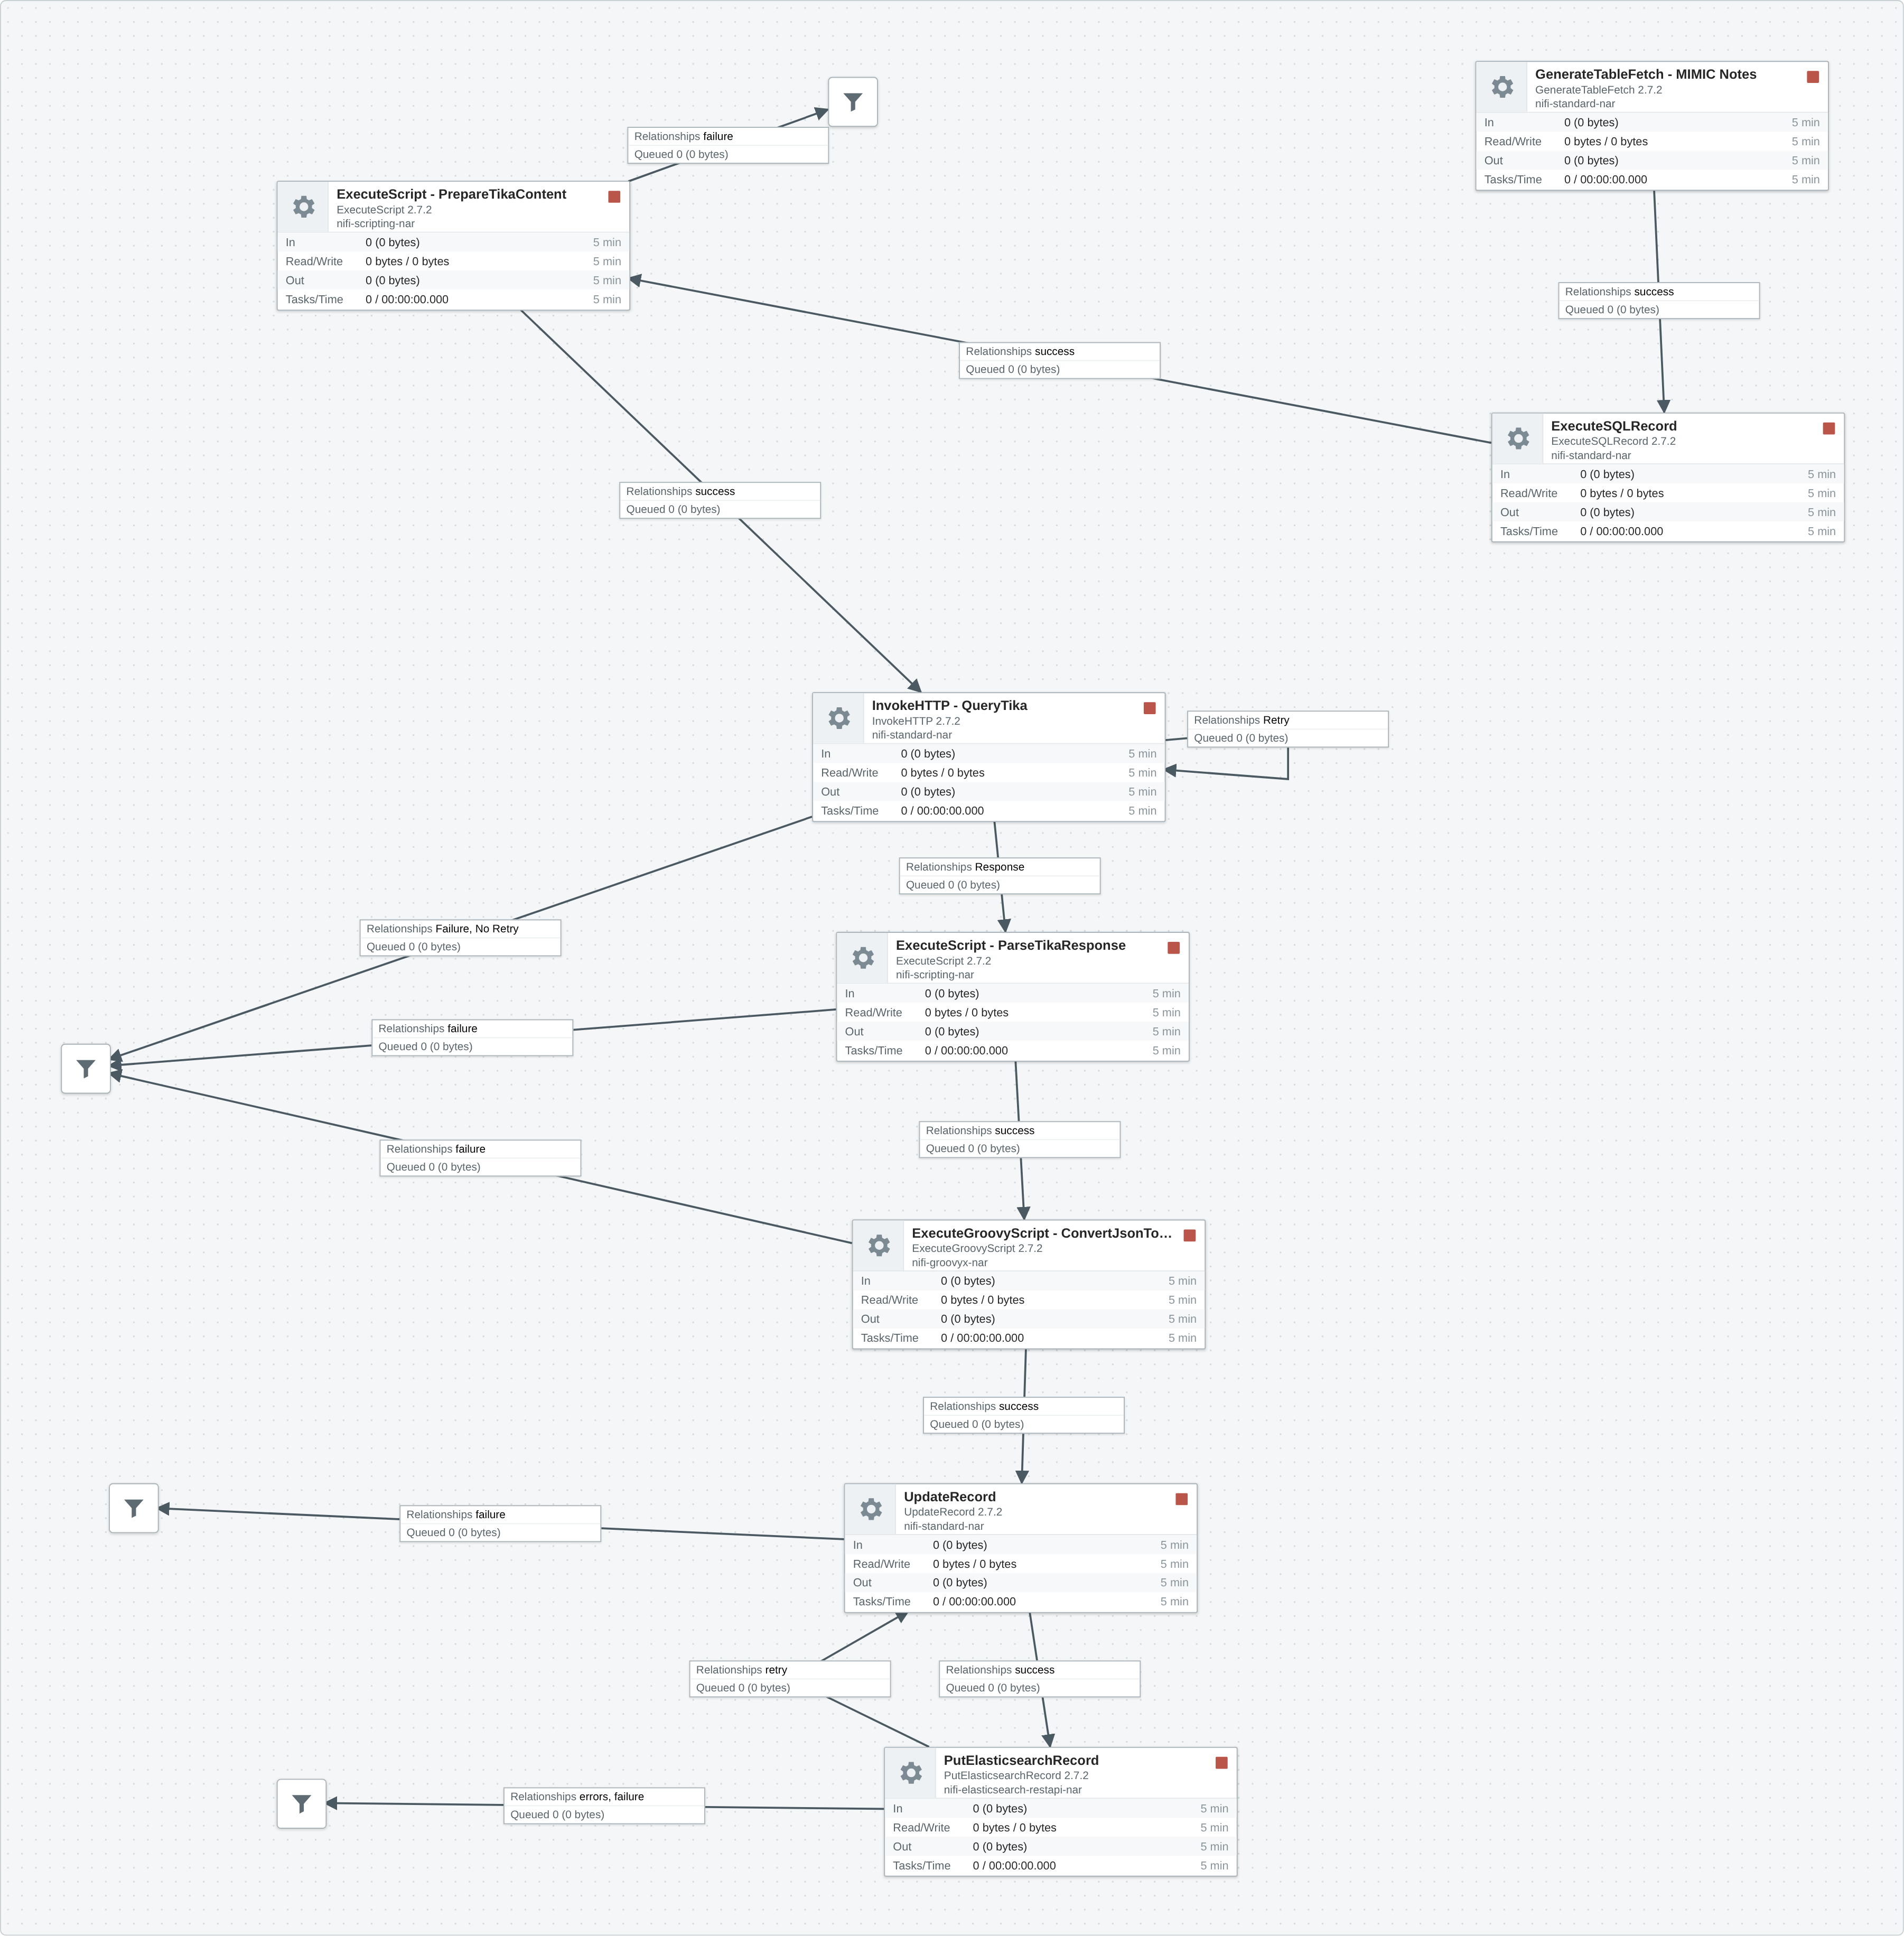 GenerateTableFetch - MIMIC Notes
GenerateTableFetch 2.7.2
nifi-standard-nar
In 0 (0 bytes) 5 min
Read/Write 0 bytes / 0 bytes 5 min
Out 0 (0 bytes) 5 min
Tasks/Time 0 / 00:00:00.000 5 min
Relationships failure
Queued 0 (0 bytes)
ExecuteScript - PrepareTikaContent
ExecuteScript 2.7.2
nifi-scripting-nar
In 0 (0 bytes) 5 min
Read/Write 0 bytes / 0 bytes 5 min
Out 0 (0 bytes) 5 min
Tasks/Time 0 / 00:00:00.000 5 min
Relationships success
Queued 0 (0 bytes)
Relationships success
Queued 0 (0 bytes)
ExecuteSQLRecord
ExecuteSQLRecord 2.7.2
nifi-standard-nar
In 0 (0 bytes) 5 min
Read/Write 0 bytes / 0 bytes 5 min
Out 0 (0 bytes) 5 min
Tasks/Time 0 / 00:00:00.000 5 min
Relationships success
Queued 0 (0 bytes)
InvokeHTTP - QueryTika
InvokeHTTP 2.7.2
nifi-standard-nar
In 0 (0 bytes) 5 min
Read/Write 0 bytes / 0 bytes 5 min
Out 0 (0 bytes) 5 min
Tasks/Time 0 / 00:00:00.000 5 min
Relationships Retry
Queued 0 (0 bytes)
Relationships Response
Queued 0 (0 bytes)
Relationships Failure, No Retry
Queued 0 (0 bytes)
ExecuteScript - ParseTikaResponse
ExecuteScript 2.7.2
nifi-scripting-nar
In 0 (0 bytes) 5 min
Read/Write 0 bytes / 0 bytes 5 min
Out 0 (0 bytes) 5 min
Tasks/Time 0 / 00:00:00.000 5 min
Relationships failure
Queued 0 (0 bytes)
Relationships success
Queued 0 (0 bytes)
Relationships failure
Queued 0 (0 bytes)
ExecuteGroovyScript - ConvertJsonTo…
ExecuteGroovyScript 2.7.2
nifi-groovyx-nar
In 0 (0 bytes) 5 min
Read/Write 0 bytes / 0 bytes 5 min
Out 0 (0 bytes) 5 min
Tasks/Time 0 / 00:00:00.000 5 min
Relationships success
Queued 0 (0 bytes)
UpdateRecord
UpdateRecord 2.7.2
nifi-standard-nar
In 0 (0 bytes) 5 min
Read/Write 0 bytes / 0 bytes 5 min
Out 0 (0 bytes) 5 min
Tasks/Time 0 / 00:00:00.000 5 min
Relationships failure
Queued 0 (0 bytes)
Relationships retry
Queued 0 (0 bytes)
Relationships success
Queued 0 (0 bytes)
PutElasticsearchRecord
PutElasticsearchRecord 2.7.2
nifi-elasticsearch-restapi-nar
In 0 (0 bytes) 5 min
Read/Write 0 bytes / 0 bytes 5 min
Out 0 (0 bytes) 5 min
Tasks/Time 0 / 00:00:00.000 5 min
Relationships errors, failure
Queued 0 (0 bytes)